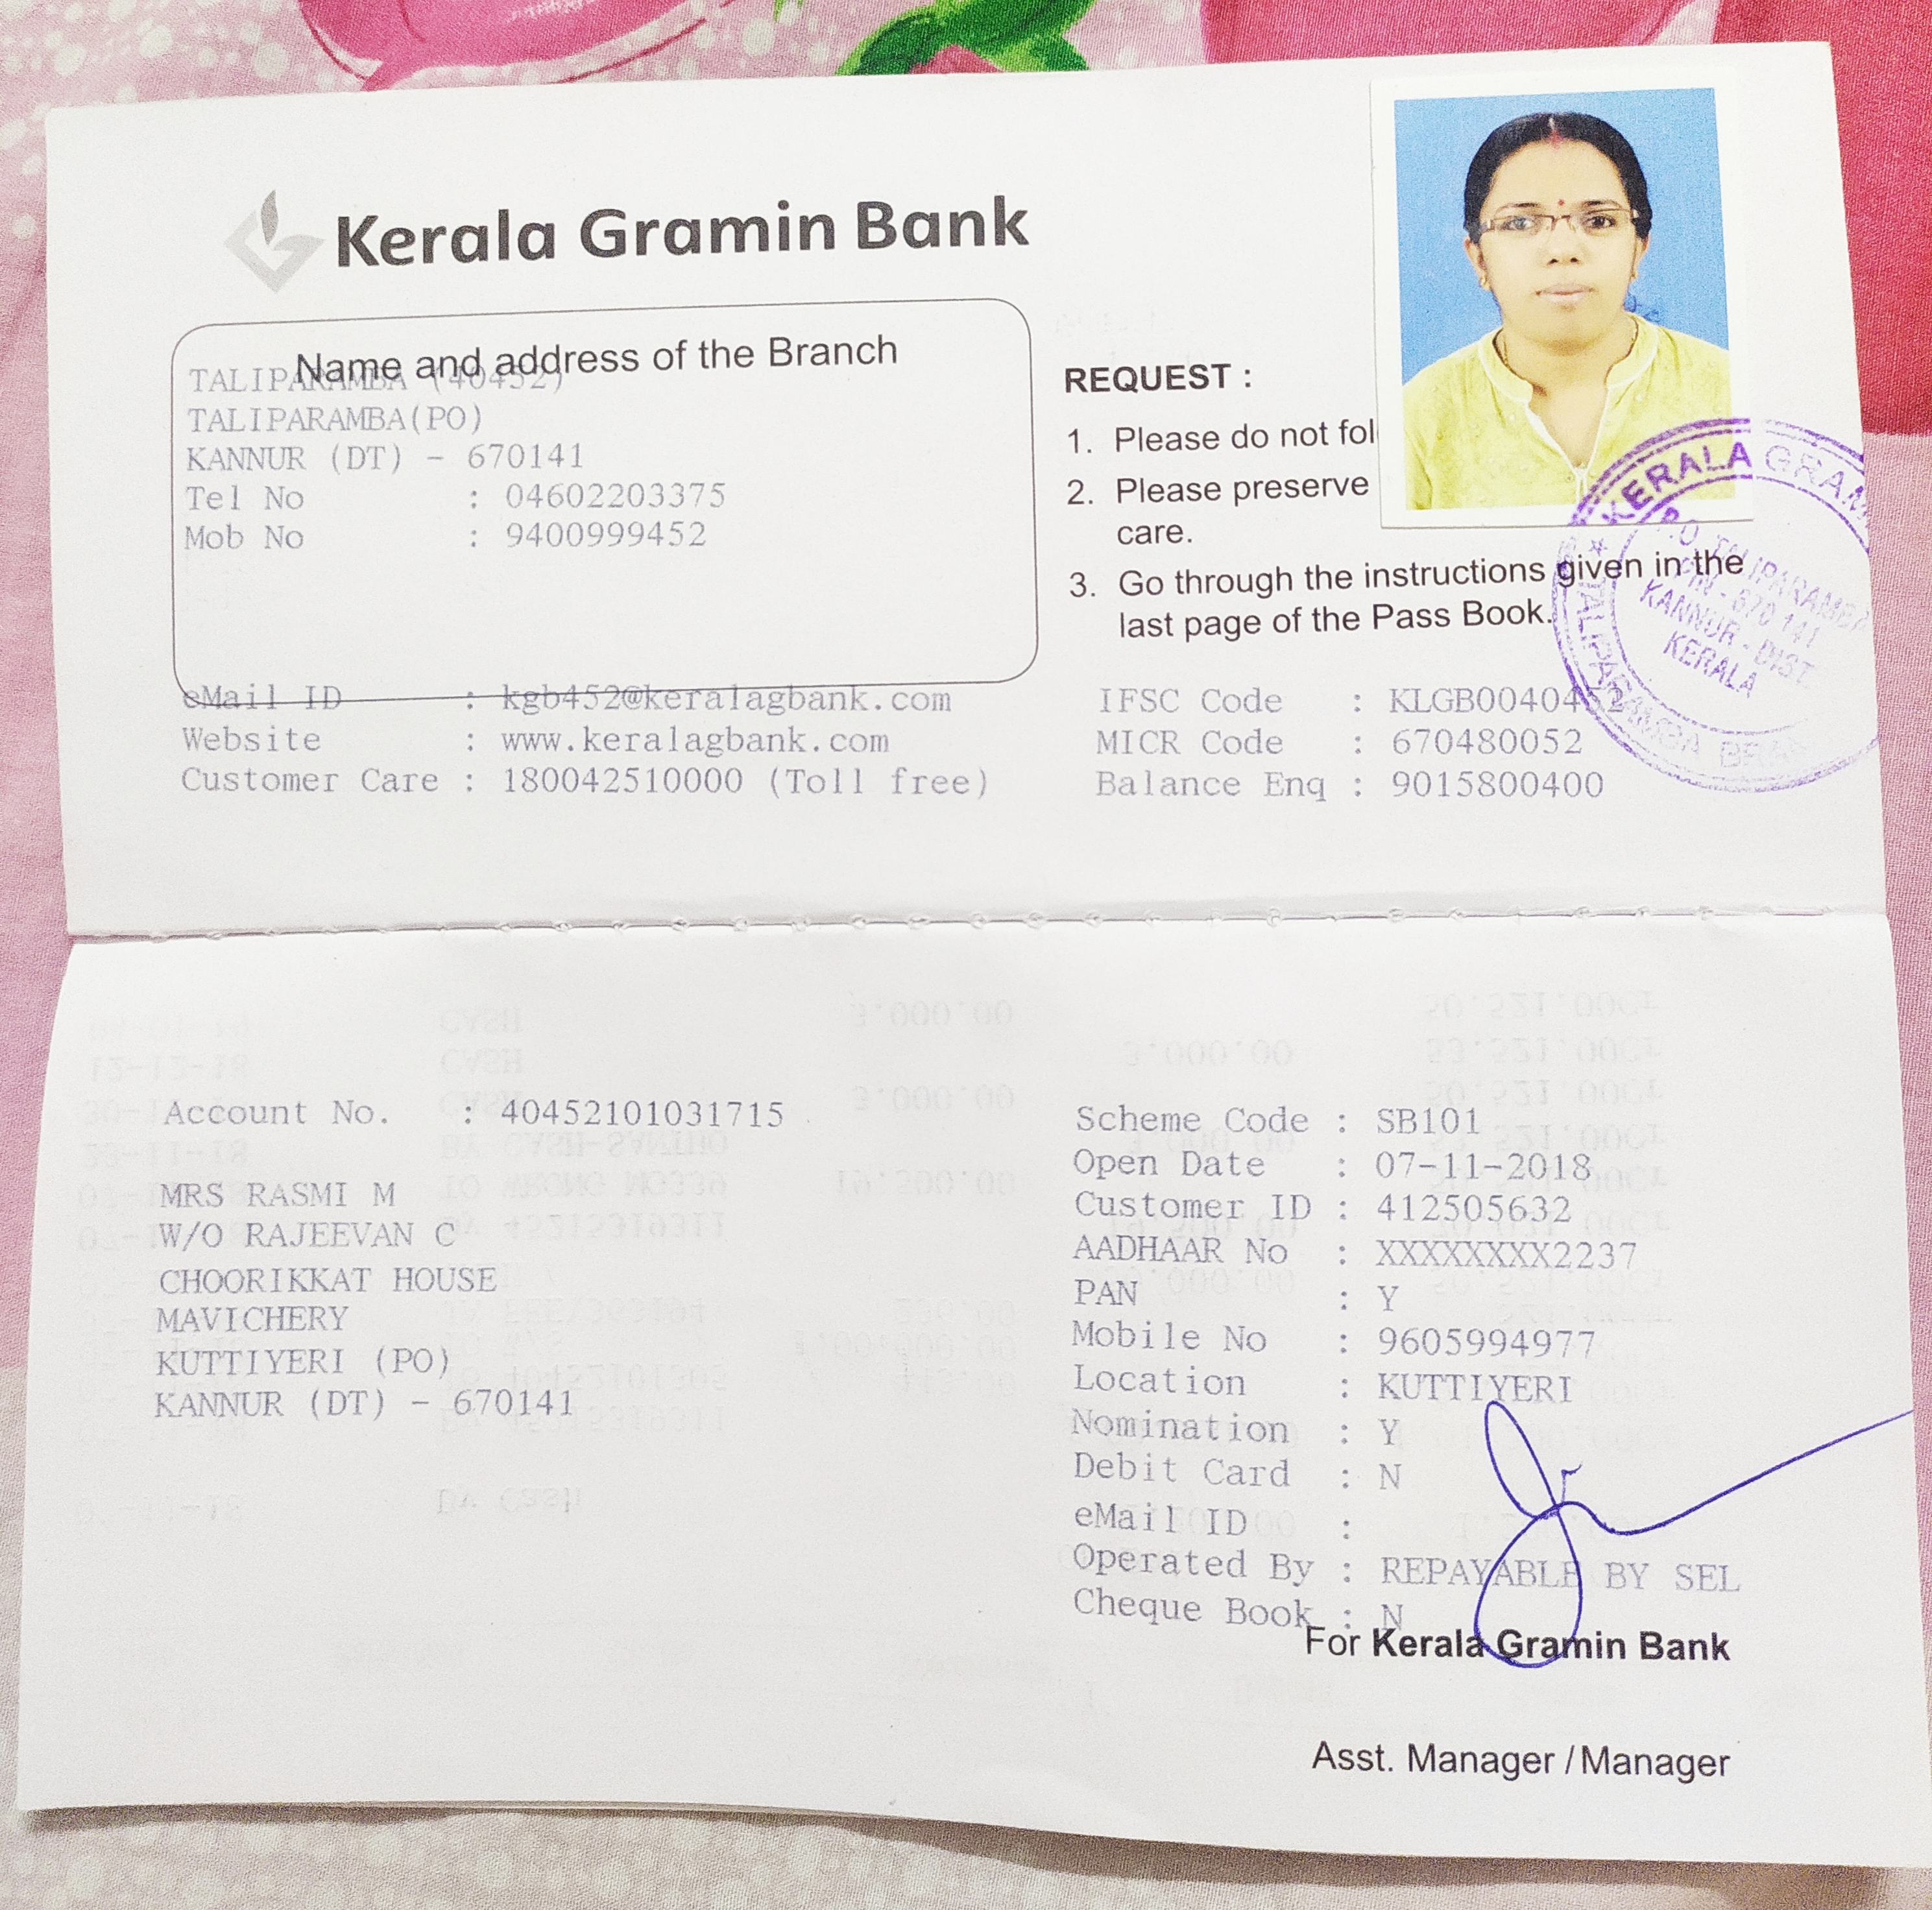 Kerala Gramin Bank
Name and address of the Branch
TALIPARAMBA (40452)
TALIPARAMBA(PO)
KANNUR (DT) - 670141
Tel No : 04602203375
Mob No : 9400999452
REQUEST :
1. Please do not fol
2. Please preserve
care.
3. Go through the instructions given in the
last page of the Pass Book.
KERALA GRAM
TALIPARAMBA BRAN
P.O. TALIPARAMBA
PIN - 670 141
KANNUR - DIST.
KERALA
eMail ID : kgb452@keralagbank.com
Website : www.keralagbank.com
Customer Care : 180042510000 (Toll free)
IFSC Code : KLGB0040452
MICR Code : 670480052
Balance Enq : 9015800400
Account No. : 40452101031715
MRS RASMI M
W/O RAJEEVAN C
CHOORIKKAT HOUSE
MAVICHERY
KUTTIYERI (PO)
KANNUR (DT) - 670141
Scheme Code : SB101
Open Date : 07-11-2018
Customer ID : 412505632
AADHAAR No : XXXXXXXX2237
PAN : Y
Mobile No : 9605994977
Location : KUTTIYERI
Nomination : Y
Debit Card : N
eMail ID :
Operated By : REPAYABLE BY SEL
Cheque Book : N
For Kerala Gramin Bank
Asst. Manager / Manager